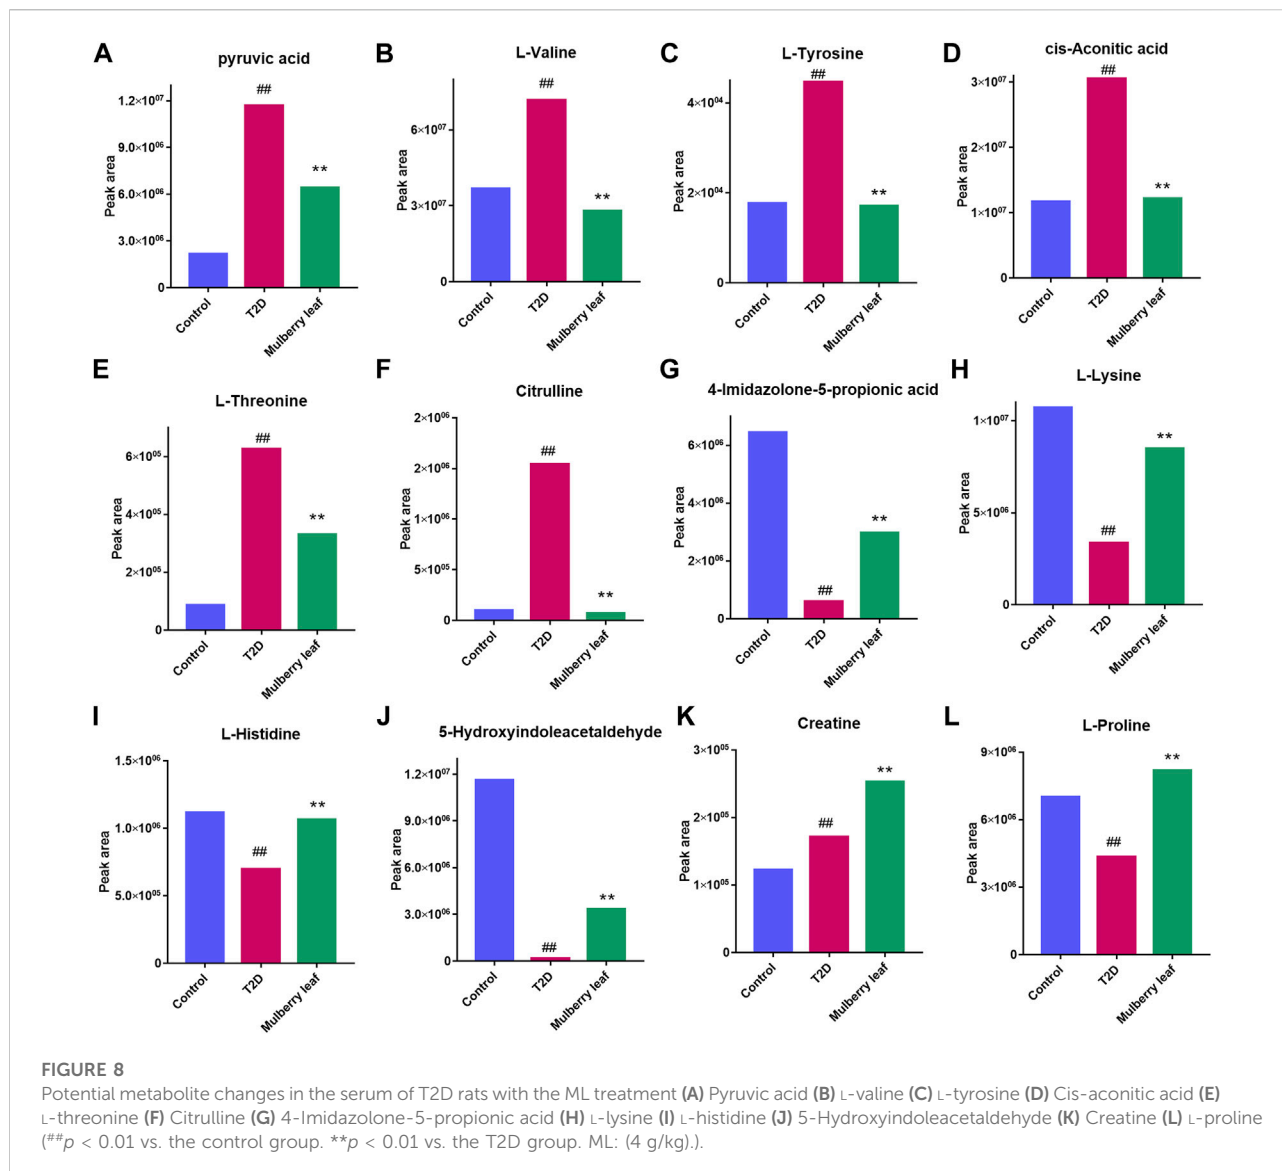 A
pyruvic acid
Peak area
1.2×10⁰⁷
9.0×10⁰⁶
6.0×10⁰⁶
3.0×10⁰⁶
0
##
**
Control
T2D
Mulberry leaf
B
L-Valine
Peak area
6×10⁰⁷
3×10⁰⁷
0
##
**
Control
T2D
Mulberry leaf
C
L-Tyrosine
Peak area
4×10⁰⁴
2×10⁰⁴
0
##
**
Control
T2D
Mulberry leaf
D
cis-Aconitic acid
Peak area
3×10⁰⁷
2×10⁰⁷
1×10⁰⁷
0
##
**
Control
T2D
Mulberry leaf
E
L-Threonine
Peak area
6×10⁰⁵
4×10⁰⁵
2×10⁰⁵
0
##
**
Control
T2D
Mulberry leaf
F
Citrulline
Peak area
2×10⁰⁶
2×10⁰⁶
1×10⁰⁶
5×10⁰⁵
0
##
**
Control
T2D
Mulberry leaf
G
4-Imidazolone-5-propionic acid
Peak area
6×10⁰⁶
4×10⁰⁶
2×10⁰⁶
0
##
**
Control
T2D
Mulberry leaf
H
L-Lysine
Peak area
1×10⁰⁷
5×10⁰⁶
0
##
**
Control
T2D
Mulberry leaf
I
L-Histidine
Peak area
1.5×10⁰⁶
1.0×10⁰⁶
5.0×10⁰⁵
0
##
**
Control
T2D
Mulberry leaf
J
5-Hydroxyindoleacetaldehyde
Peak area
1.2×10⁰⁷
9.0×10⁰⁶
6.0×10⁰⁶
3.0×10⁰⁶
0
##
**
Control
T2D
Mulberry leaf
K
Creatine
Peak area
3×10⁰⁵
2×10⁰⁵
1×10⁰⁵
0
##
**
Control
T2D
Mulberry leaf
L
L-Proline
Peak area
9×10⁰⁶
6×10⁰⁶
3×10⁰⁶
0
##
**
Control
T2D
Mulberry leaf
FIGURE 8
Potential metabolite changes in the serum of T2D rats with the ML treatment (A) Pyruvic acid (B) L-valine (C) L-tyrosine (D) Cis-aconitic acid (E)
L-threonine (F) Citrulline (G) 4-Imidazolone-5-propionic acid (H) L-lysine (I) L-histidine (J) 5-Hydroxyindoleacetaldehyde (K) Creatine (L) L-proline
(##p < 0.01 vs. the control group. **p < 0.01 vs. the T2D group. ML: (4 g/kg).).